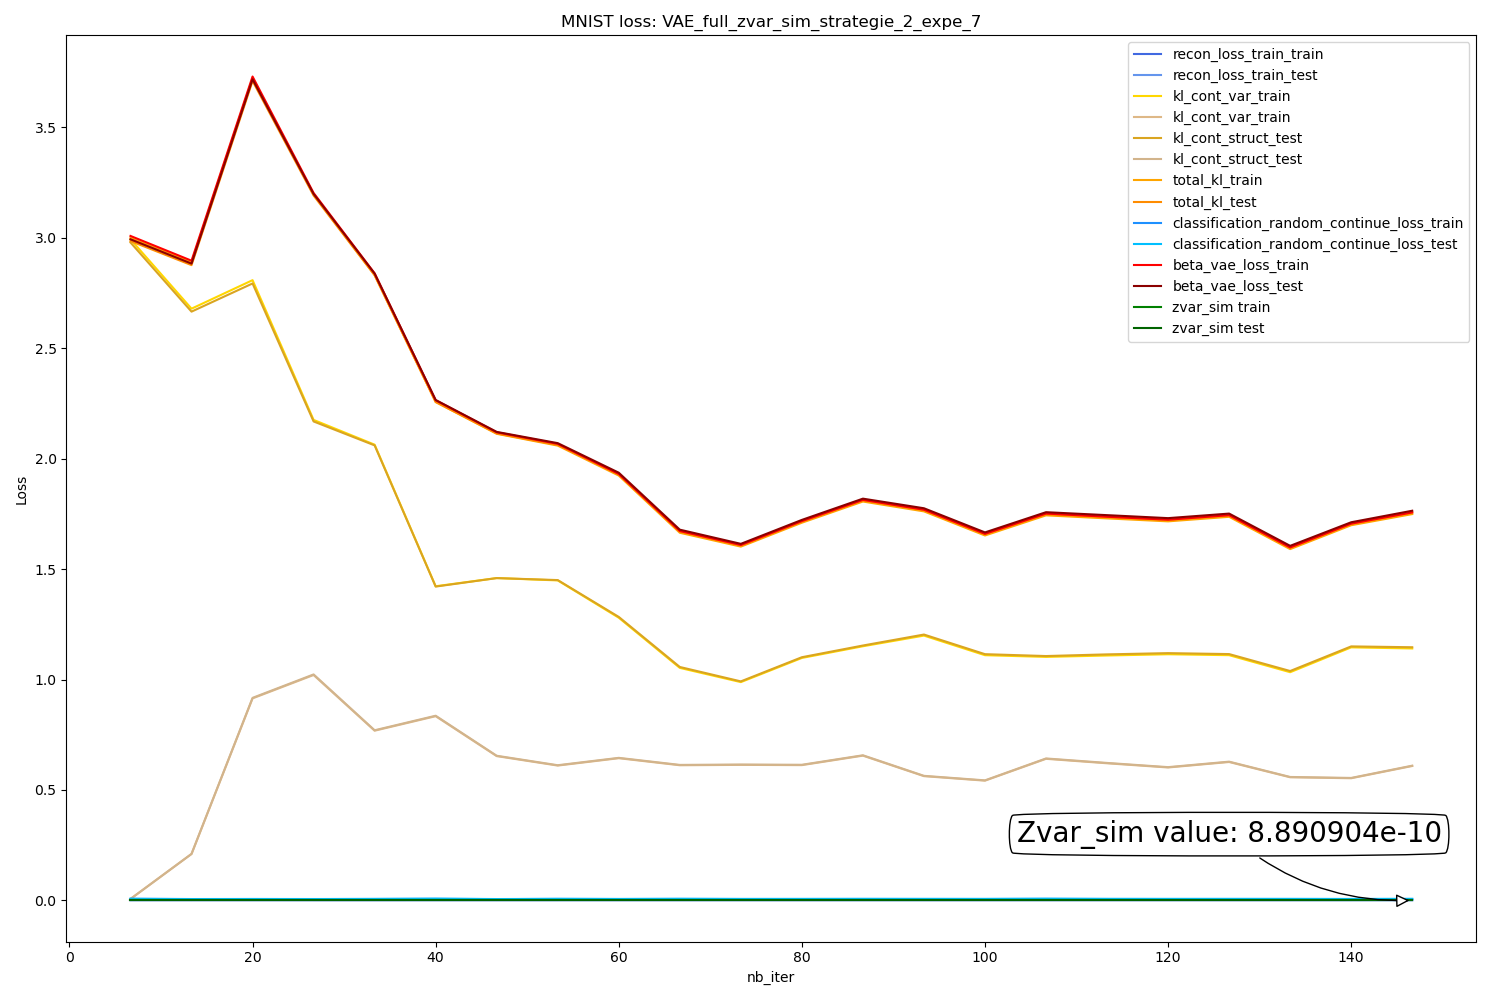 MNIST loss: VAE_full_zvar_sim_strategie_2_expe_7
recon_loss_train_train
recon_loss_train_test
kl_cont_var_train
kl_cont_var_train
kl_cont_struct_test
kl_cont_struct_test
total_kl_train
total_kl_test
classification_random_continue_loss_train
classification_random_continue_loss_test
beta_vae_loss_train
beta_vae_loss_test
zvar_sim train
zvar_sim test
3.5
3.0
2.5
2.0
1.5
1.0
0.5
0.0
Loss
Zvar_sim value: 8.890904e-10
0 20 40 60 80 100 120 140
nb_iter